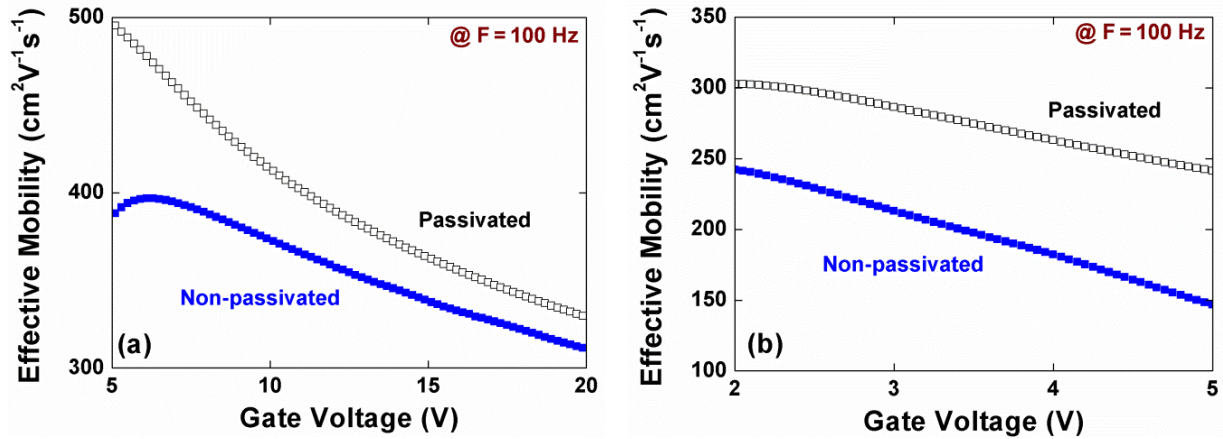 Effective Mobility (cm²V⁻¹s⁻¹)
500
400
300
@ F = 100 Hz
Passivated
Non-passivated
(a)
5 10 15 20
Gate Voltage (V)
Effective Mobility (cm²V⁻¹s⁻¹)
350
300
250
200
150
100
@ F = 100 Hz
Passivated
Non-passivated
(b)
2 3 4 5
Gate Voltage (V)